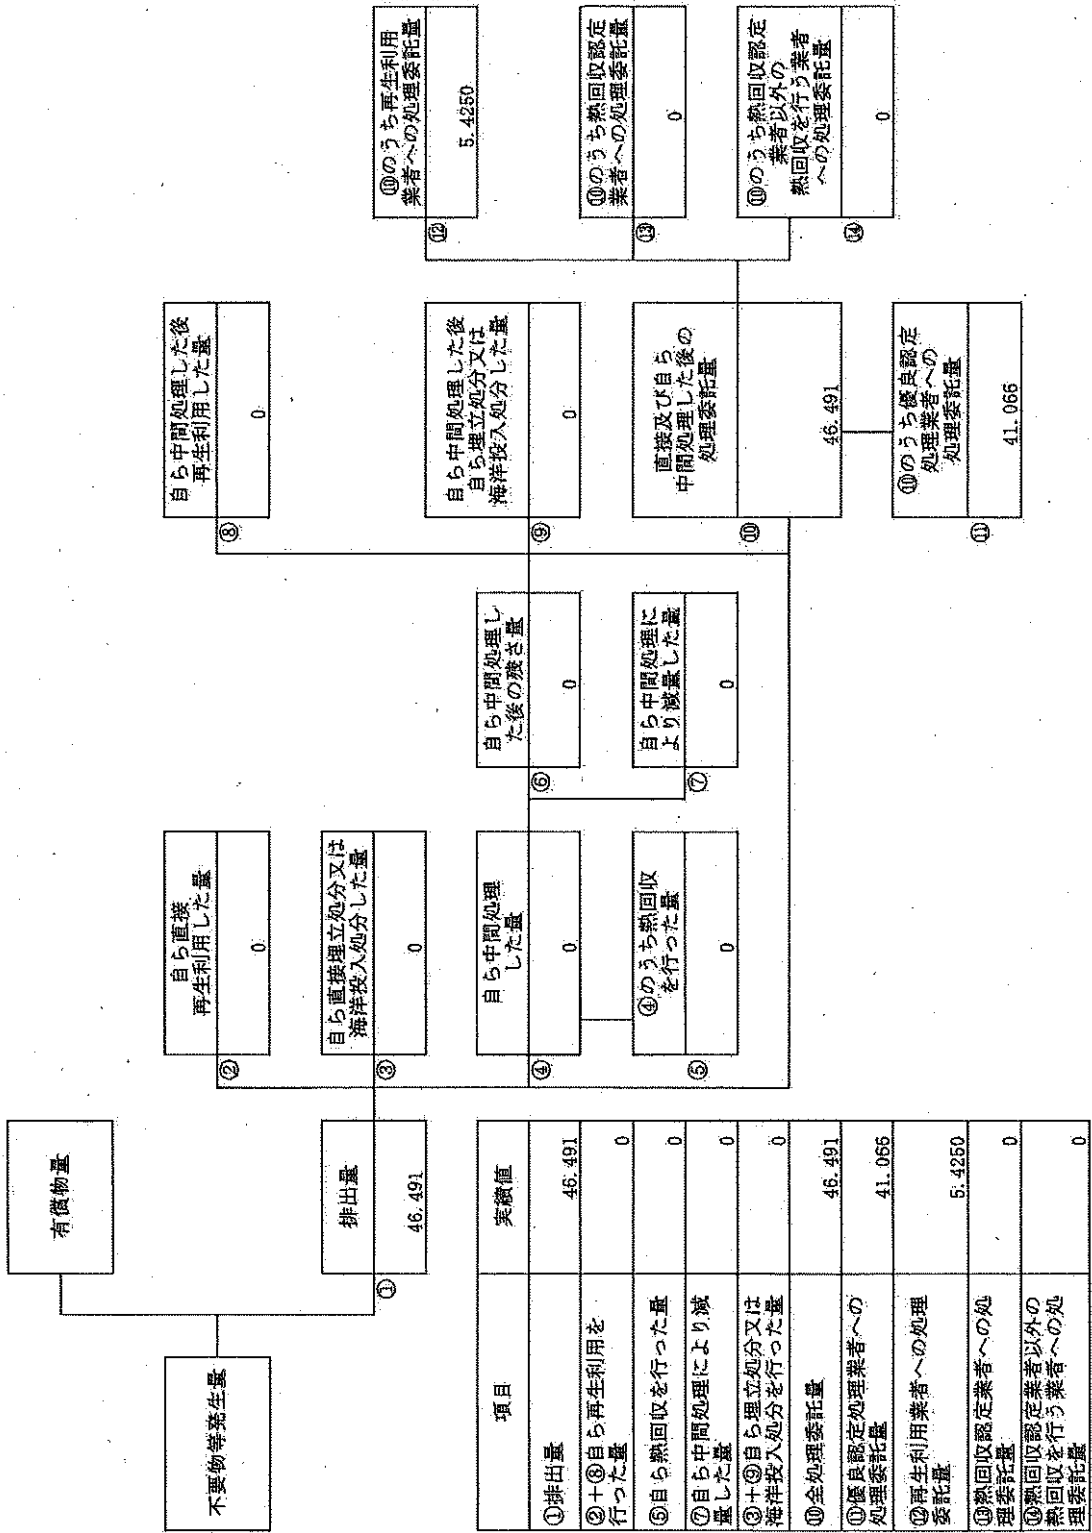 不要物等発生量
有償物量
①
排出量
46.491
②
自ら直接
再生利用した量
0
③
自ら直接埋立処分又は
海洋投入処分した量
0
④
自ら中間処理
した量
0
⑤
④のうち熱回収
を行った量
0
⑥
自ら中間処理し
た後の残さ量
0
⑦
自ら中間処理に
より減量した量
0
⑧
自ら中間処理した後
再生利用した量
0
⑨
自ら中間処理した後
自ら埋立処分又は
海洋投入処分した量
0
⑩
直接及び自ら
中間処理した後の
処理委託量
46.491
⑪
⑩のうち優良認定
処理業者への
処理委託量
41.066
⑫
⑩のうち再生利用
業者への処理委託量
5.4250
⑬
⑩のうち熱回収認定
業者への処理委託量
0
⑭
⑩のうち熱回収認定
業者以外の
熱回収を行う業者
への処理委託量
0
項目 実績値
①排出量 46.491
②+⑧自ら再生利用を
行った量 0
⑤自ら熱回収を行った量 0
⑦自ら中間処理により減
量した量 0
③+⑨自ら埋立処分又は
海洋投入処分を行った量 0
⑩全処理委託量 46.491
⑪優良認定処理業者への
処理委託量 41.066
⑫再生利用業者への処理
委託量 5.4250
⑬熱回収認定業者への処
理委託量 0
⑭熱回収認定業者以外の
熱回収を行う業者への処
理委託量 0